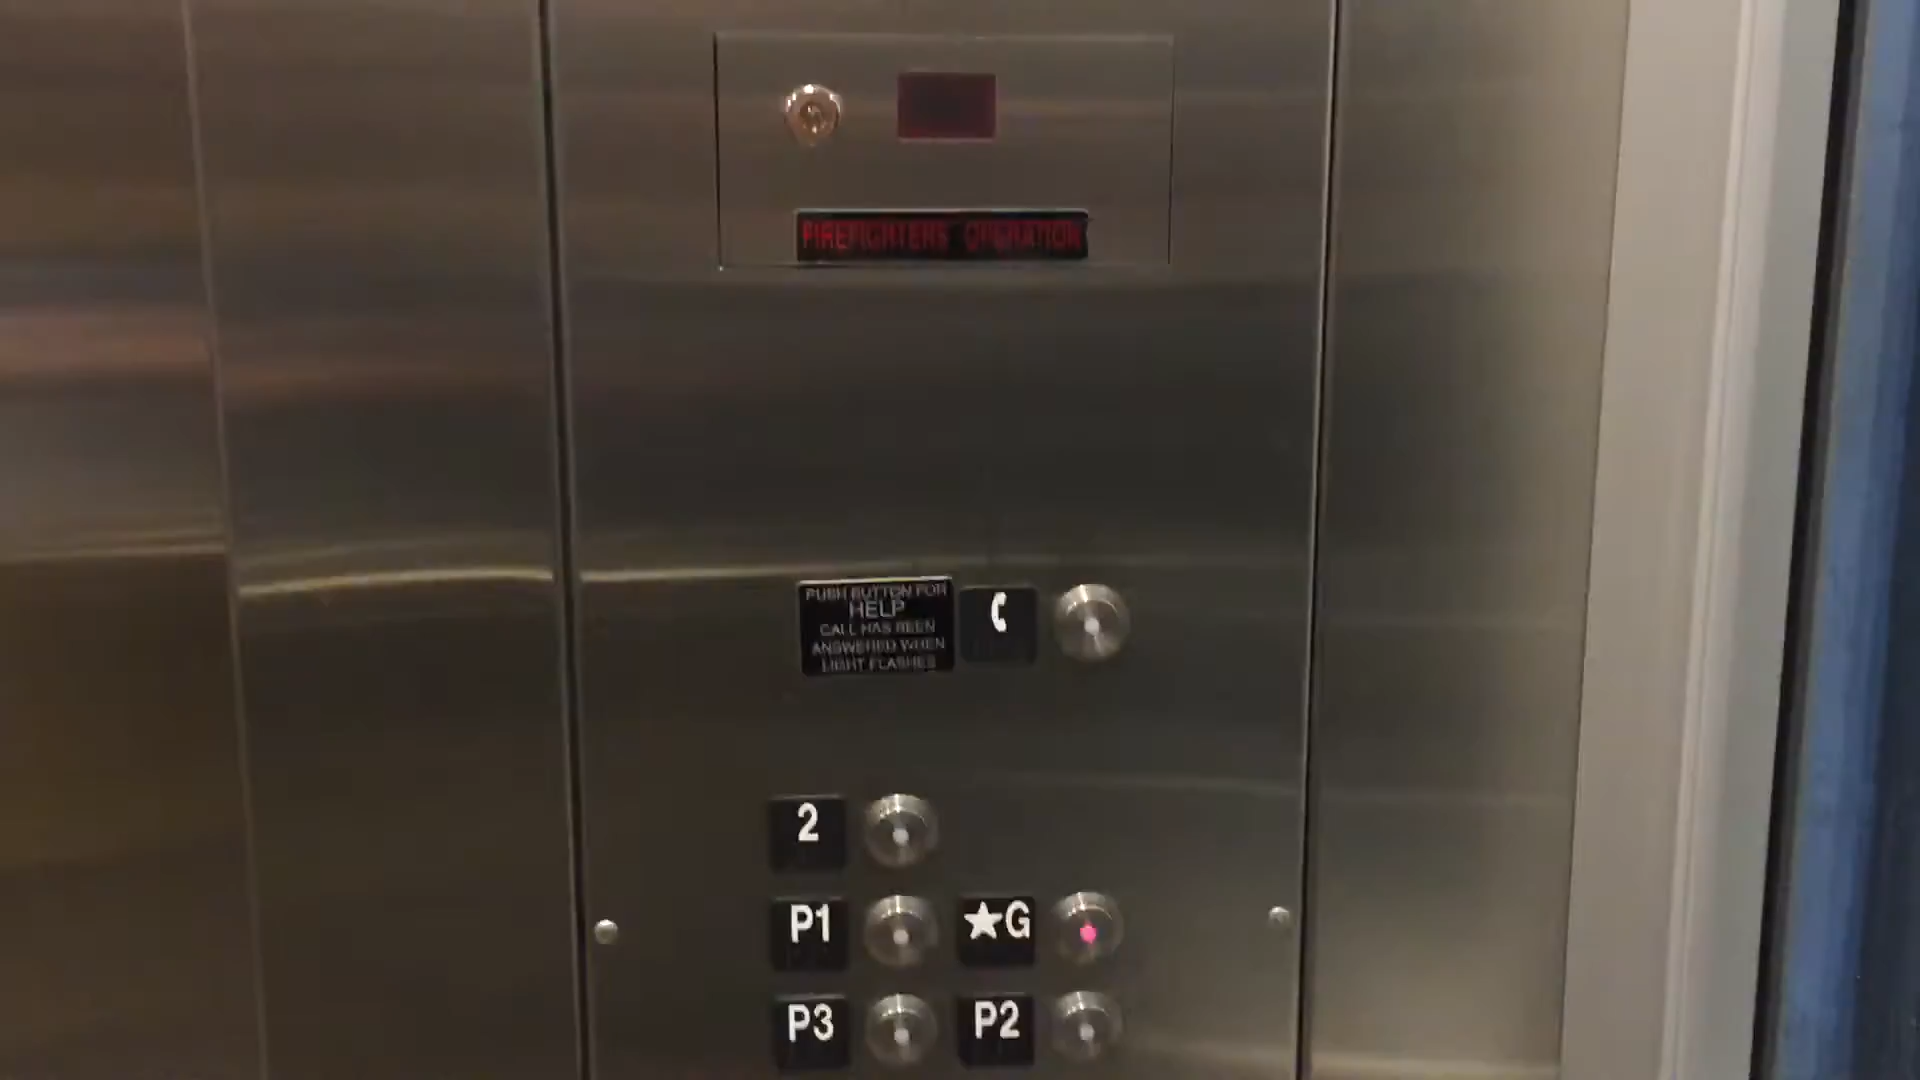 FIREFIGHTERS' OPERATION
PUSH BUTTON FOR
HELP
CALL HAS BEEN
ANSWERED WHEN
LIGHT FLASHES
2
P1 ★G
P3 P2